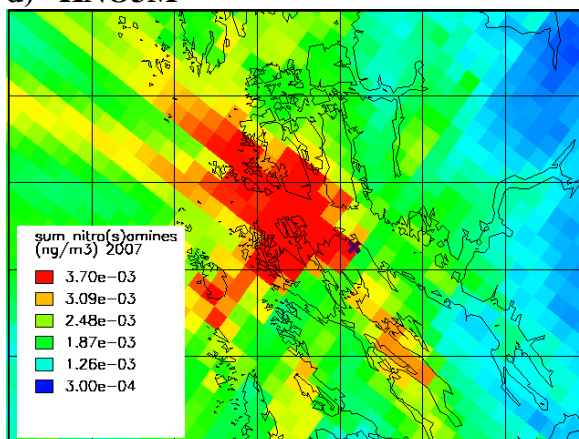 sum nitro(s)amines
(ng/m3) 2007
3.70e-03
3.09e-03
2.48e-03
1.87e-03
1.26e-03
3.00e-04